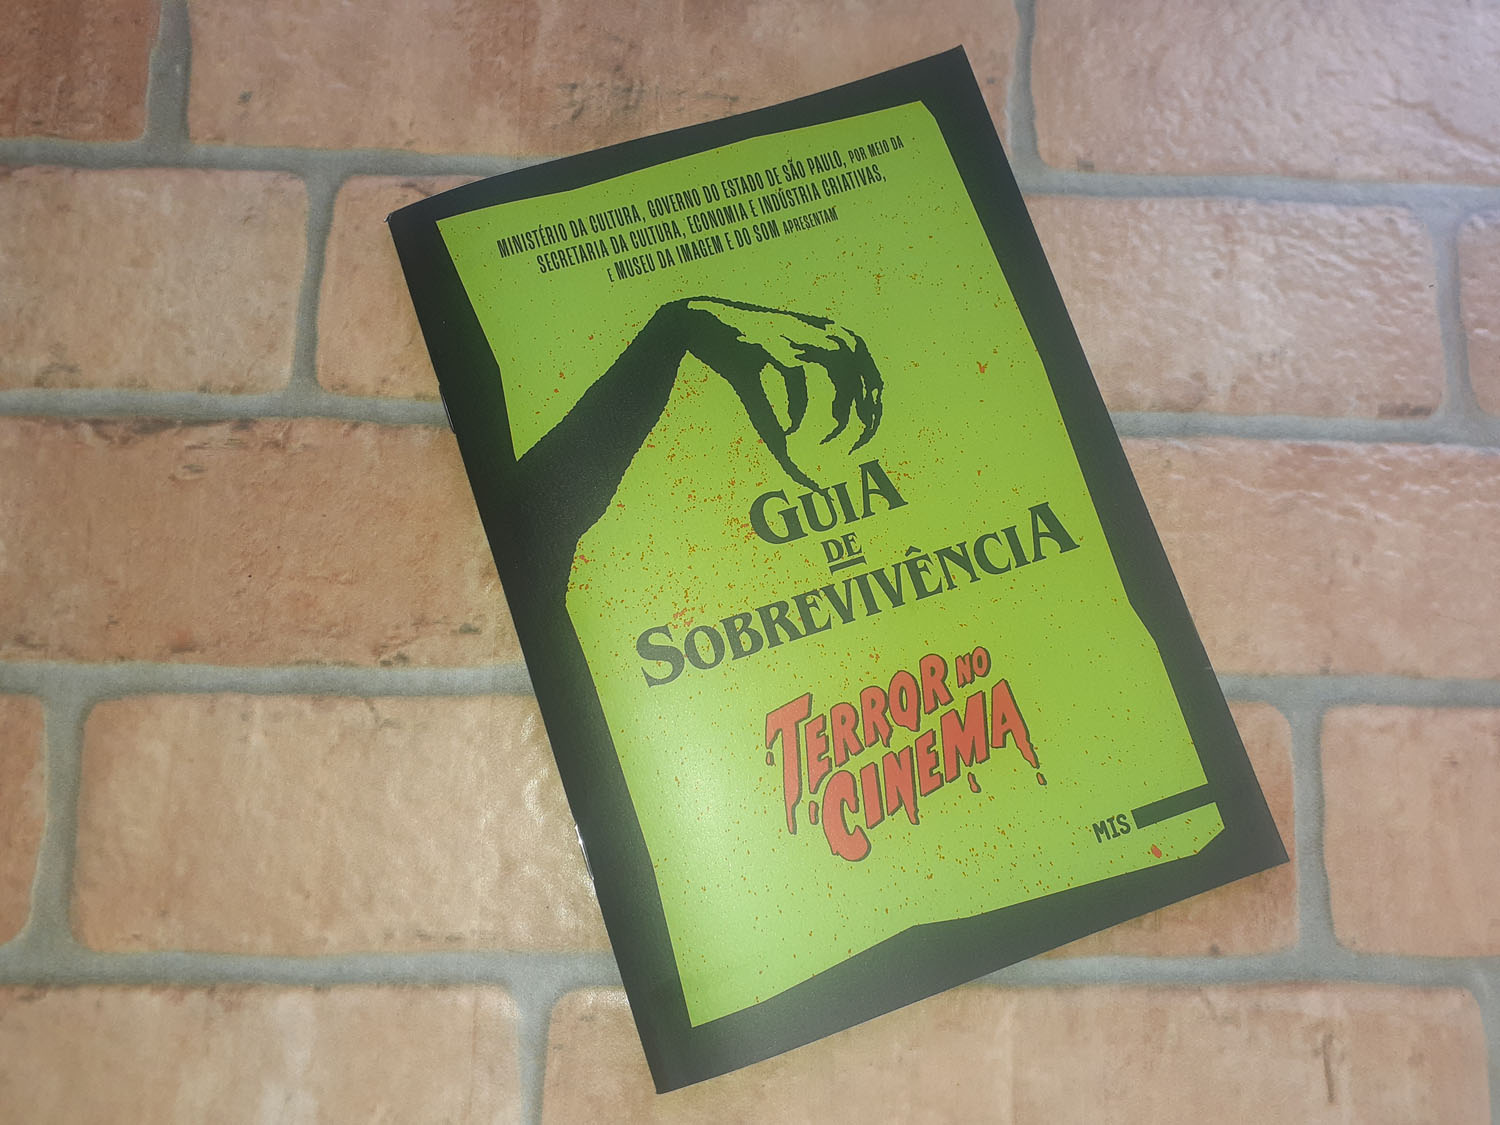 MINISTÉRIO DA CULTURA, GOVERNO DO ESTADO DE SÃO PAULO, POR MEIO DA
SECRETARIA DA CULTURA, ECONOMIA E INDÚSTRIA CRIATIVAS,
E MUSEU DA IMAGEM E DO SOM APRESENTAM
GUIA
DE
SOBREVIVÊNCIA
TERROR NO
CINEMA
MIS